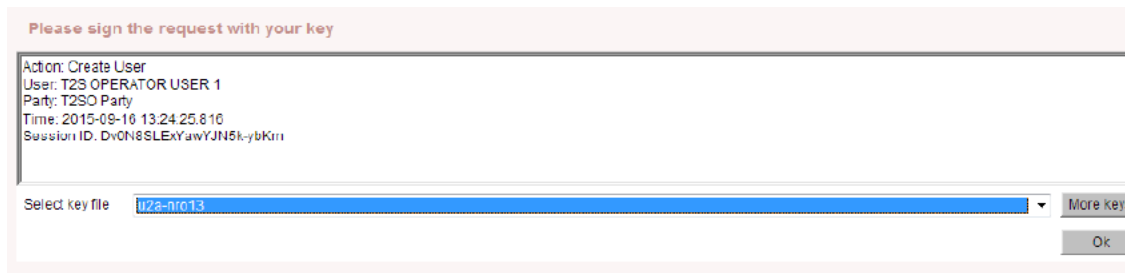 Please sign the request with your key
Action: Create User
User: T2S OPERATOR USER 1
Party: T2SO Party
Time: 2015-09-16 13:24:25.816
Session ID: Dv0N8SLExYawYJN5k-ybKm
Select key file u2a-nro13 More key
Ok